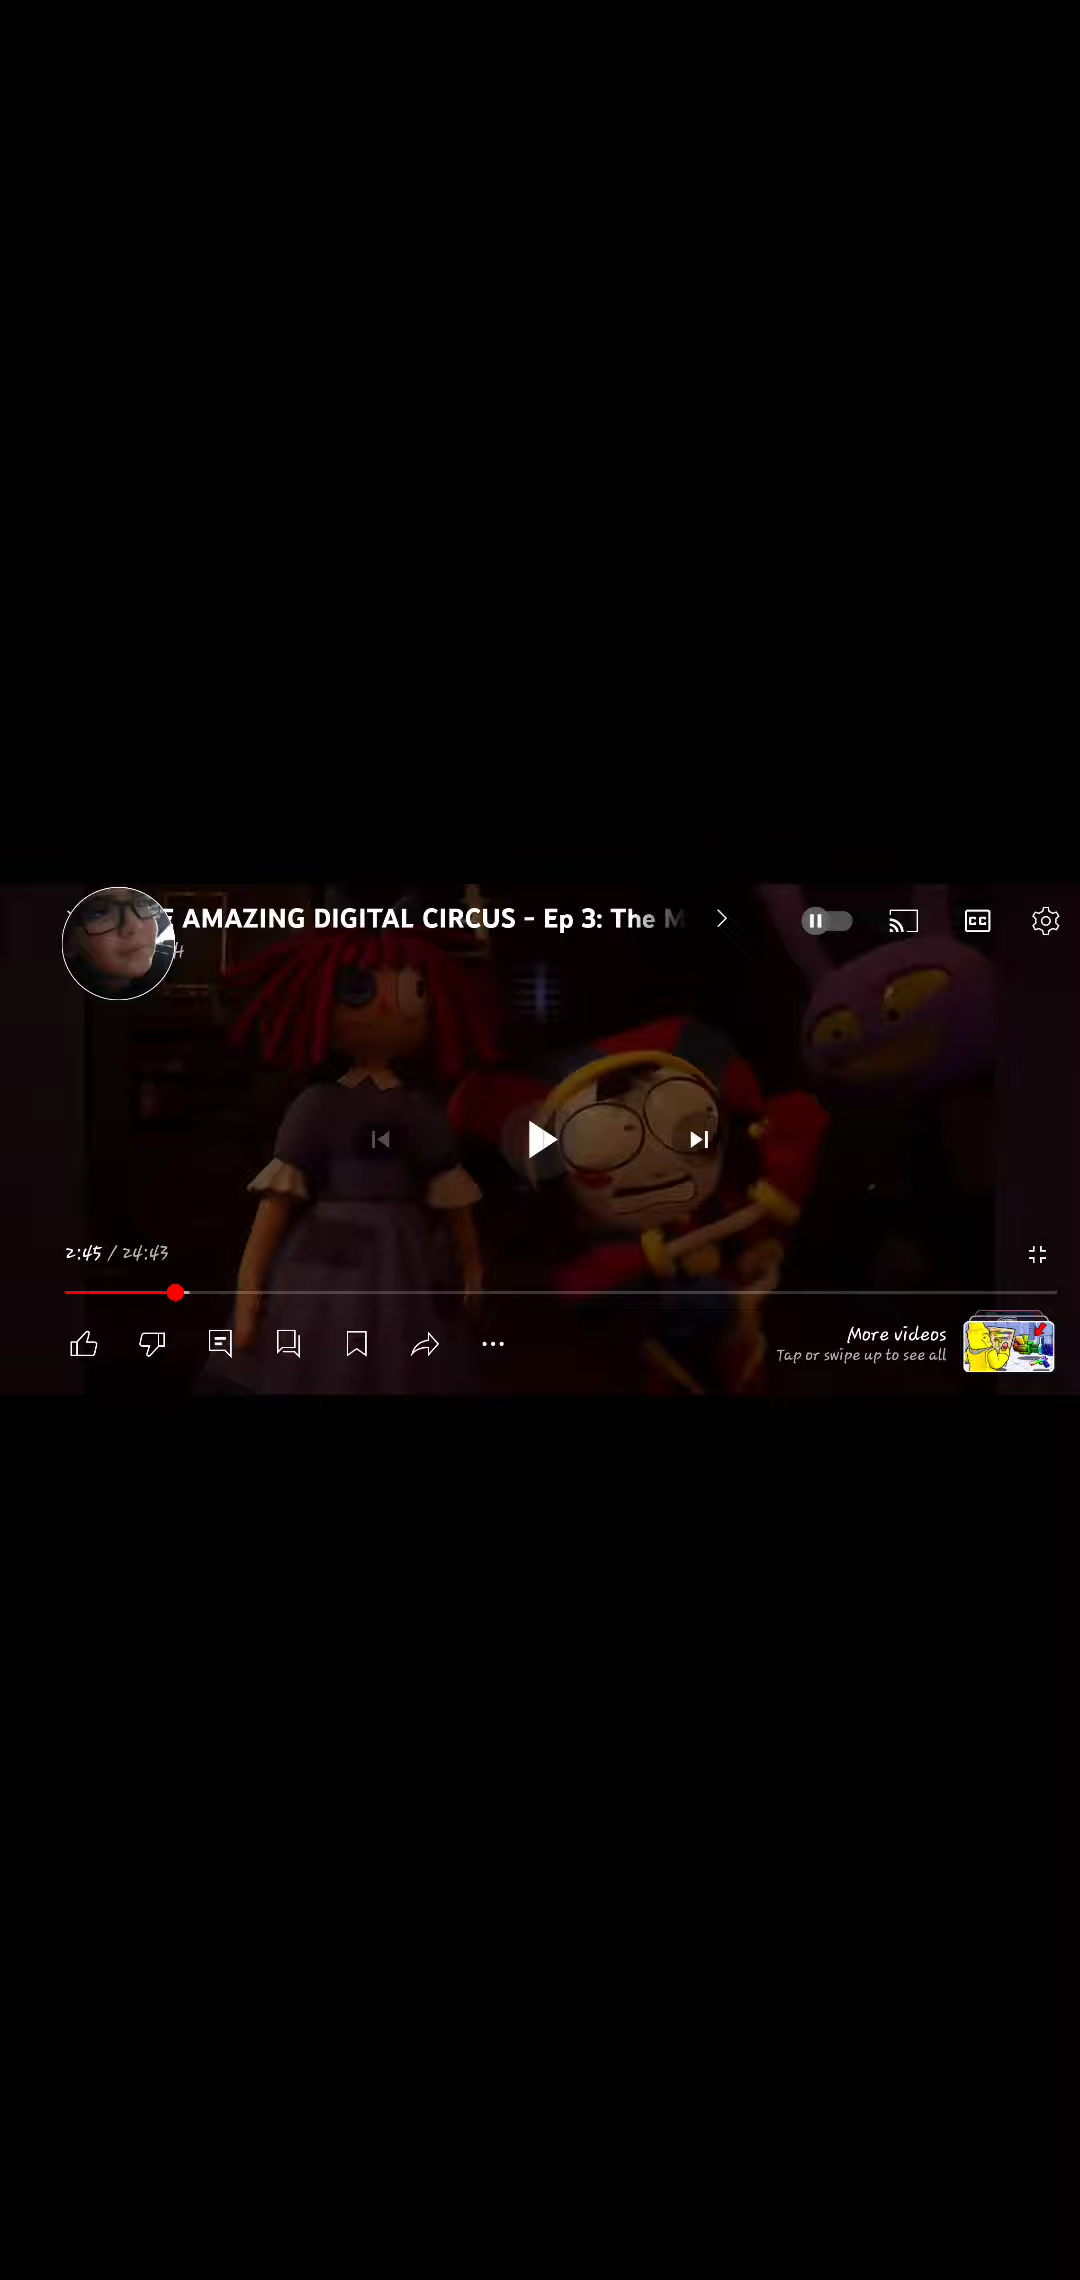 AMAZING DIGITAL CIRCUS - Ep 3: The M
CC
2:45 / 24:43
More videos
Tap or swipe up to see all